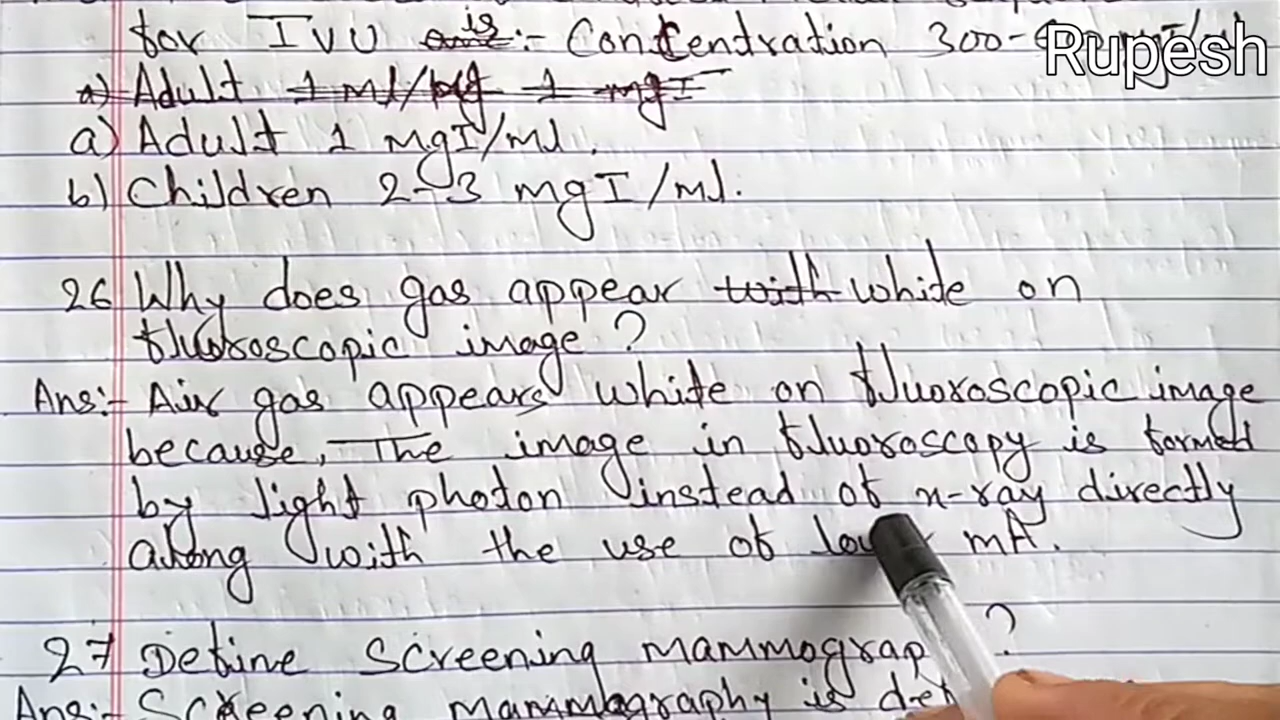 for IVU is:- Concentration 300- mgI/ml
Rupesh
a) Adult 1 ml/kg 1 mgI
a) Adult 1 mgI/ml.
b) Children 2-3 mgI/ml.
26 Why does gas appear with white on
fluoroscopic image?
Ans:- Air gas appears white on fluoroscopic image
because, The image in fluoroscopy is formed
by light photon instead of x-ray directly
along with the use of low mA.
27 Define Screening mammograp ?
Ans:- Screening mammography is def